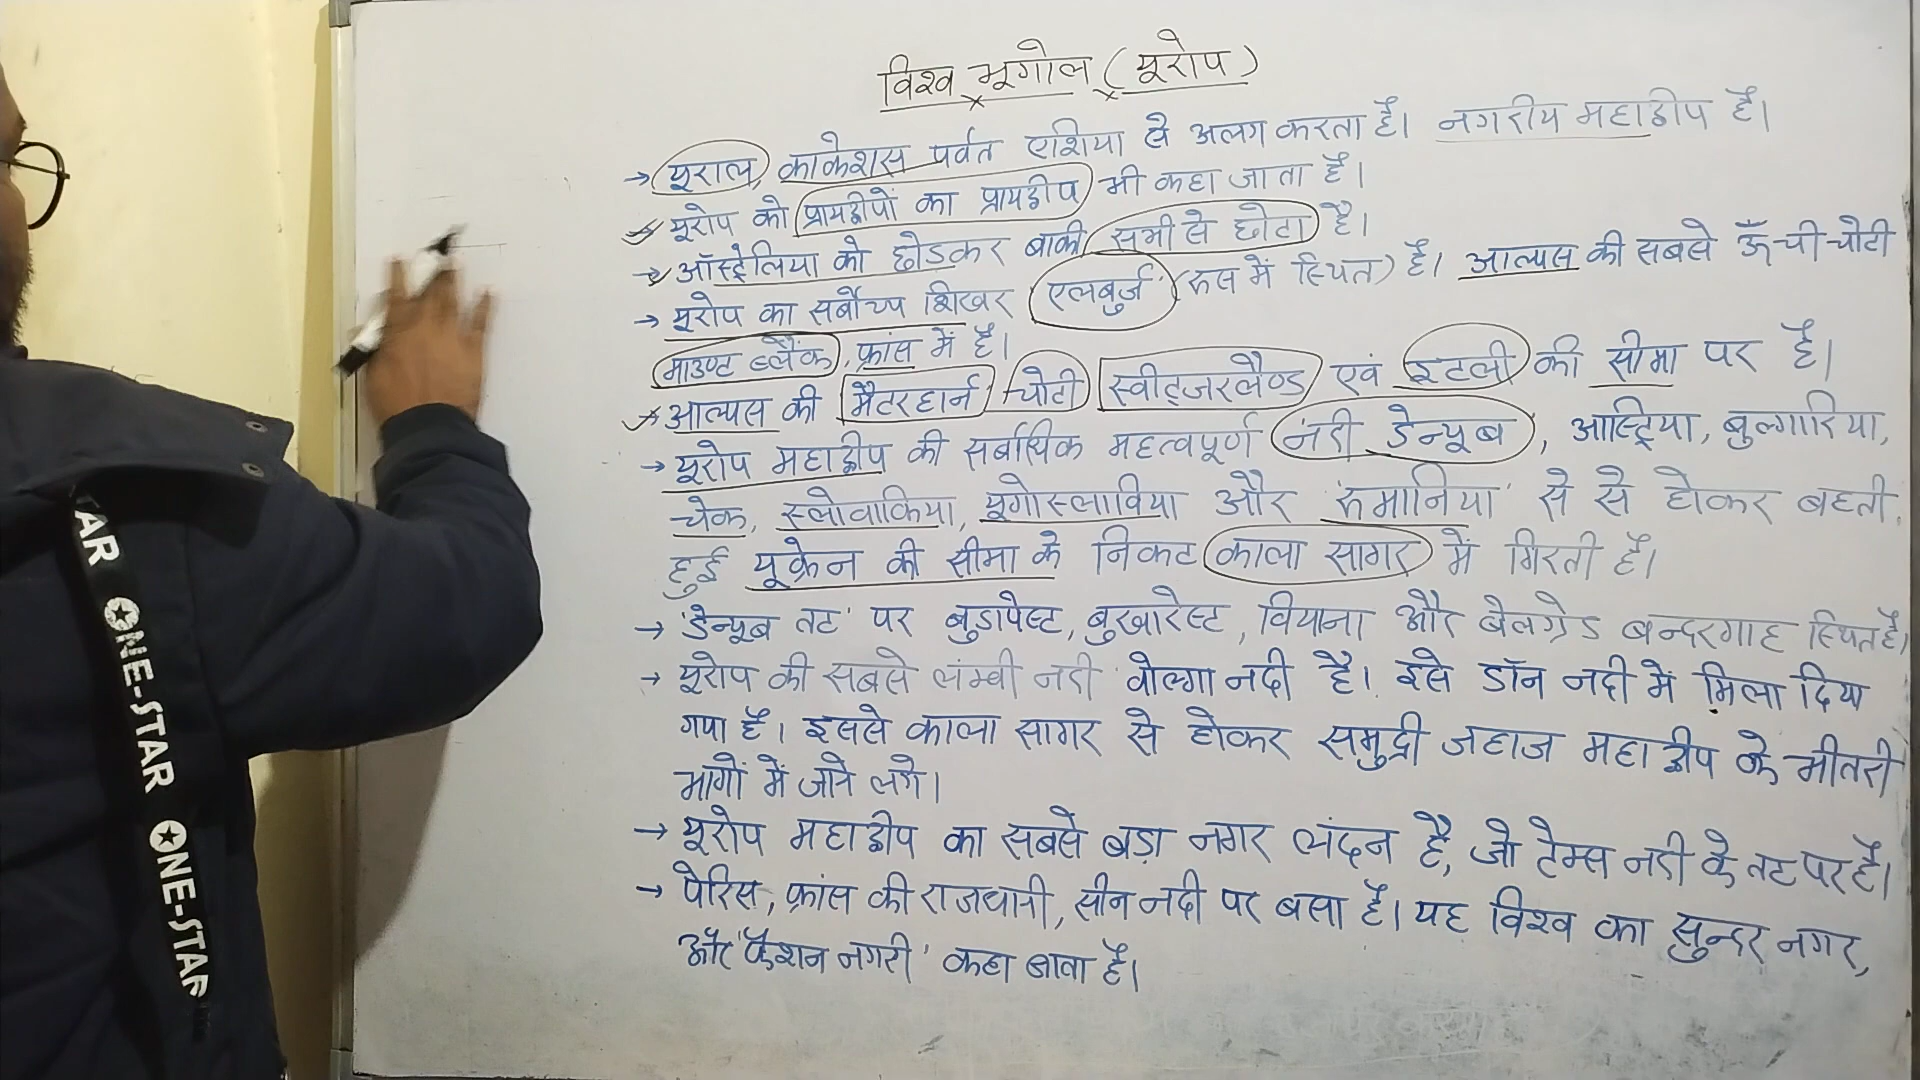 विश्व भूगोल (यूरोप)
→ यूराल, काकेशस पर्वत एशिया से अलग करता है। नगरीय महाद्वीप है।
→ यूरोप को प्रायद्वीपों का प्रायद्वीप भी कहा जाता है।
→ ऑस्ट्रेलिया को छोडकर बाकी सभी से छोटा है।
→ यूरोप का सर्वोच्च शिखर 'एलबुर्ज' (रूस में स्थित) है। आल्पस की सबसे ऊँची चोटी
माउण्ट ब्लैंक, फ्रांस में है।
→ आल्पस की मैटरहार्न चोटी स्वीट्जरलैण्ड एवं इटली की सीमा पर है।
→ यूरोप महाद्वीप की सर्वाधिक महत्वपूर्ण नदी डेन्यूब, आस्ट्रिया, बुल्गारिया,
चेक, स्लोवाकिया, यूगोस्लाविया और 'रुमानिया' से से होकर बहती
हुई यूक्रेन की सीमा के निकट काला सागर में गिरती है।
→ 'डेन्यूब तट' पर बुडापेस्ट, बुखारेस्ट, वियाना और बेलग्रेड बन्दरगाह स्थित है।
→ यूरोप की सबसे लम्बी नदी वोल्गा नदी है। इसे डॉन नदी में मिला दिया
गया है। इससे काला सागर से होकर समुद्री जहाज महाद्वीप के भीतरी
भागों में जाने लगे।
→ यूरोप महाद्वीप का सबसे बड़ा नगर लंदन है, जो टेम्स नदी के तट पर है।
→ पेरिस, फ्रांस की राजधानी, सीन नदी पर बसा है। यह विश्व का सुन्दर नगर,
और 'फैशन नगरी' कहा जाता है।
AR ONE-STAR ONE-STAR